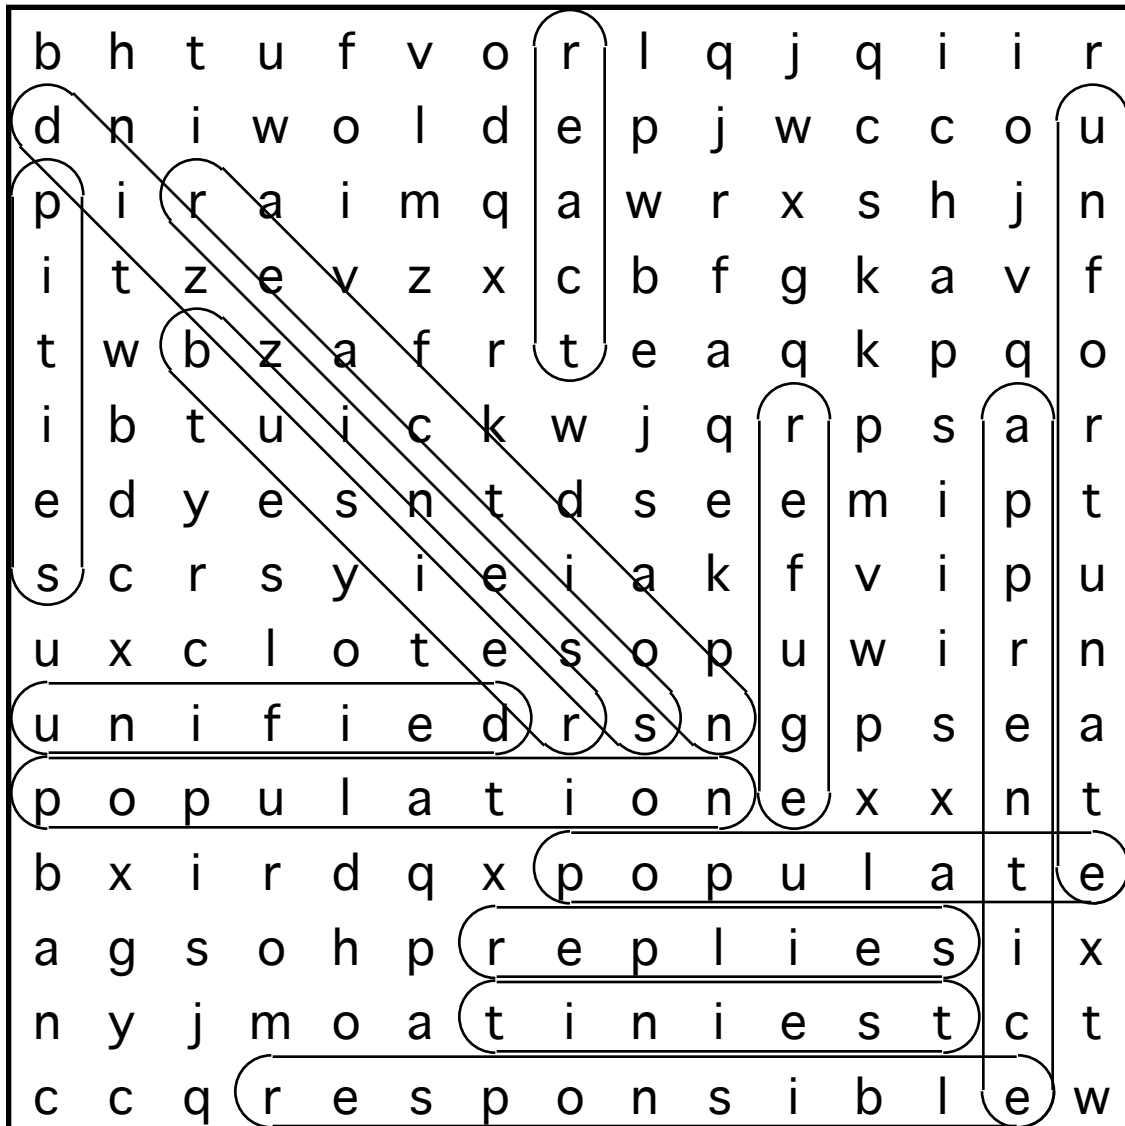 b h t u f v o r l q j q i i r
d n i w o l d e p j w c c o u
p i r a i m q a w r x s h j n
i t z e v z x c b f g k a v f
t w b z a f r t e a q k p q o
i b t u i c k w j q r p s a r
e d y e s n t d s e e m i p t
s c r s y i e i a k f v i p u
u x c l o t e s o p u w i r n
u n i f i e d r s n g p s e a
p o p u l a t i o n e x x n t
b x i r d q x p o p u l a t e
a g s o h p r e p l i e s i x
n y j m o a t i n i e s t c t
c c q r e s p o n s i b l e w